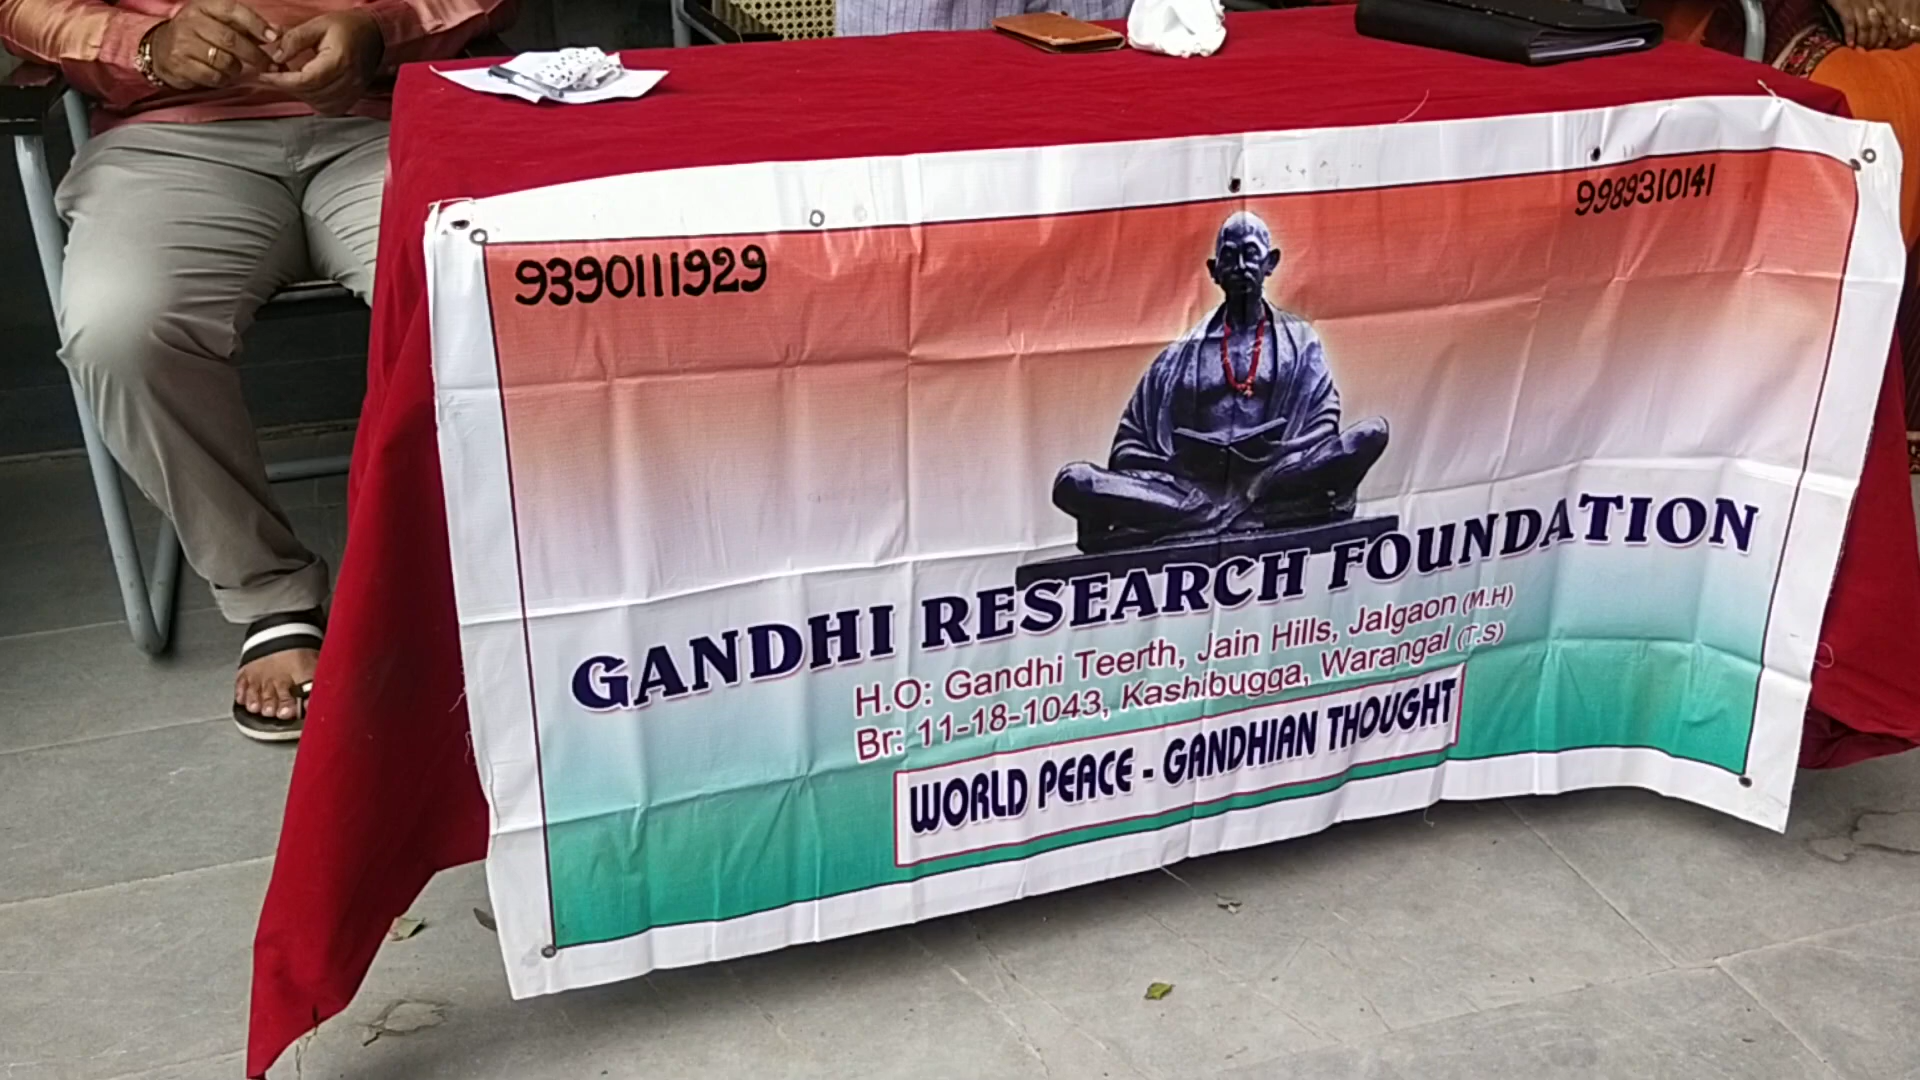 9390111929
9989310141
GANDHI RESEARCH FOUNDATION
H.O: Gandhi Teerth, Jain Hills, Jalgaon (M.H)
Br: 11-18-1043, Kashibugga, Warangal (T.S)
WORLD PEACE - GANDHIAN THOUGHT